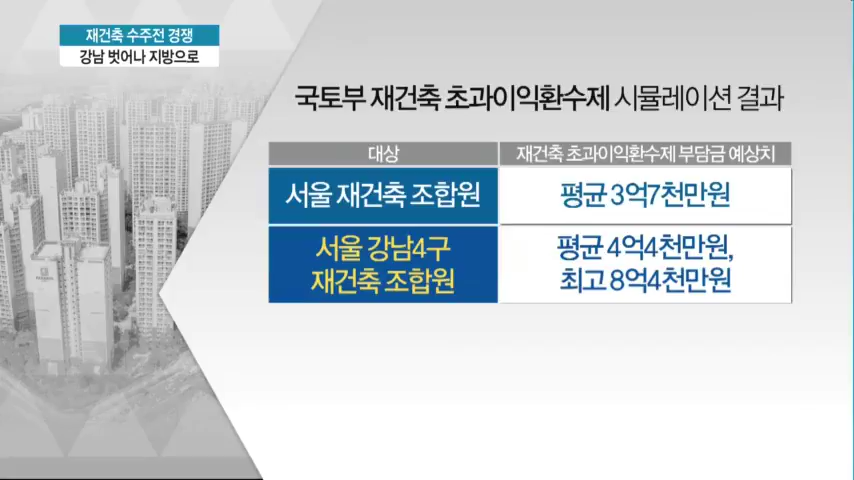 재건축 수주전 경쟁
강남 벗어나 지방으로
국토부 재건축 초과이익환수제 시뮬레이션 결과
대상
재건축 초과이익환수제 부담금 예상치
서울 재건축 조합원
평균 3억7천만원
서울 강남4구
재건축 조합원
평균 4억4천만원,
최고 8억4천만원